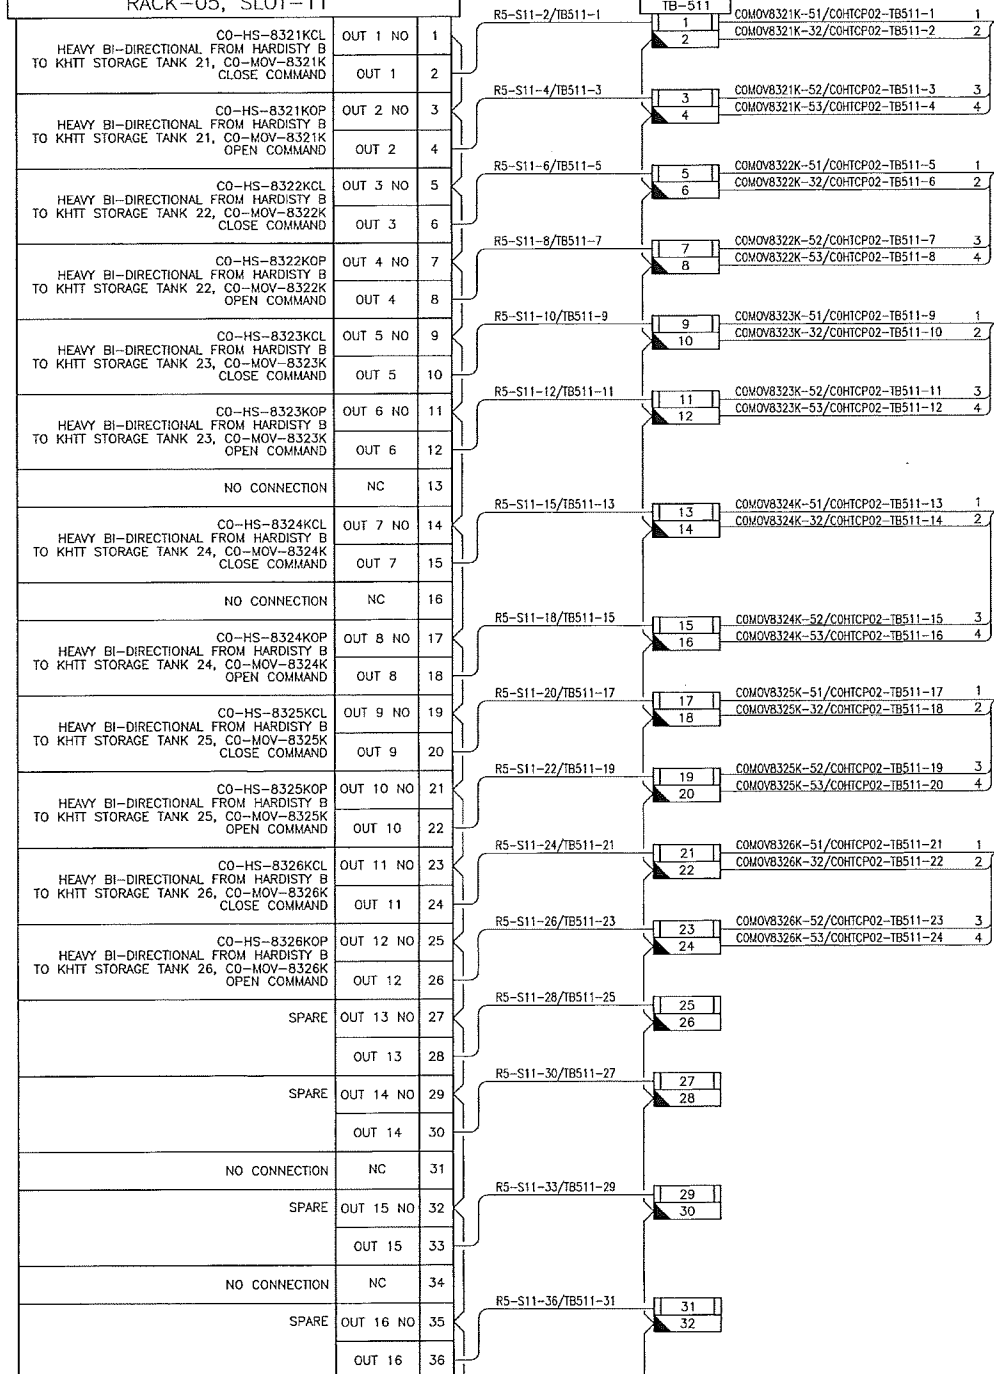 RACK-05, SLOT-11
TB-511
CO-HS-8321KCL
HEAVY BI-DIRECTIONAL FROM HARDISTY B
TO KHTT STORAGE TANK 21, CO-MOV-8321K
CLOSE COMMAND
OUT 1 NO 1
OUT 1 2
R5-S11-2/TB511-1
1
2
COMOV8321K-51/COHTCP02-TB511-1 1
COMOV8321K-32/COHTCP02-TB511-2 2
CO-HS-8321KOP
HEAVY BI-DIRECTIONAL FROM HARDISTY B
TO KHTT STORAGE TANK 21, CO-MOV-8321K
OPEN COMMAND
OUT 2 NO 3
OUT 2 4
R5-S11-4/TB511-3
3
4
COMOV8321K-52/COHTCP02-TB511-3 3
COMOV8321K-53/COHTCP02-TB511-4 4
CO-HS-8322KCL
HEAVY BI-DIRECTIONAL FROM HARDISTY B
TO KHTT STORAGE TANK 22, CO-MOV-8322K
CLOSE COMMAND
OUT 3 NO 5
OUT 3 6
R5-S11-6/TB511-5
5
6
COMOV8322K-51/COHTCP02-TB511-5 1
COMOV8322K-32/COHTCP02-TB511-6 2
CO-HS-8322KOP
HEAVY BI-DIRECTIONAL FROM HARDISTY B
TO KHTT STORAGE TANK 22, CO-MOV-8322K
OPEN COMMAND
OUT 4 NO 7
OUT 4 8
R5-S11-8/TB511-7
7
8
COMOV8322K-52/COHTCP02-TB511-7 3
COMOV8322K-53/COHTCP02-TB511-8 4
CO-HS-8323KCL
HEAVY BI-DIRECTIONAL FROM HARDISTY B
TO KHTT STORAGE TANK 23, CO-MOV-8323K
CLOSE COMMAND
OUT 5 NO 9
OUT 5 10
R5-S11-10/TB511-9
9
10
COMOV8323K-51/COHTCP02-TB511-9 1
COMOV8323K-32/COHTCP02-TB511-10 2
CO-HS-8323KOP
HEAVY BI-DIRECTIONAL FROM HARDISTY B
TO KHTT STORAGE TANK 23, CO-MOV-8323K
OPEN COMMAND
OUT 6 NO 11
OUT 6 12
R5-S11-12/TB511-11
11
12
COMOV8323K-52/COHTCP02-TB511-11 3
COMOV8323K-53/COHTCP02-TB511-12 4
NO CONNECTION NC 13
CO-HS-8324KCL
HEAVY BI-DIRECTIONAL FROM HARDISTY B
TO KHTT STORAGE TANK 24, CO-MOV-8324K
CLOSE COMMAND
OUT 7 NO 14
OUT 7 15
R5-S11-15/TB511-13
13
14
COMOV8324K-51/COHTCP02-TB511-13 1
COMOV8324K-32/COHTCP02-TB511-14 2
NO CONNECTION NC 16
CO-HS-8324KOP
HEAVY BI-DIRECTIONAL FROM HARDISTY B
TO KHTT STORAGE TANK 24, CO-MOV-8324K
OPEN COMMAND
OUT 8 NO 17
OUT 8 18
R5-S11-18/TB511-15
15
16
COMOV8324K-52/COHTCP02-TB511-15 3
COMOV8324K-53/COHTCP02-TB511-16 4
CO-HS-8325KCL
HEAVY BI-DIRECTIONAL FROM HARDISTY B
TO KHTT STORAGE TANK 25, CO-MOV-8325K
CLOSE COMMAND
OUT 9 NO 19
OUT 9 20
R5-S11-20/TB511-17
17
18
COMOV8325K-51/COHTCP02-TB511-17 1
COMOV8325K-32/COHTCP02-TB511-18 2
CO-HS-8325KOP
HEAVY BI-DIRECTIONAL FROM HARDISTY B
TO KHTT STORAGE TANK 25, CO-MOV-8325K
OPEN COMMAND
OUT 10 NO 21
OUT 10 22
R5-S11-22/TB511-19
19
20
COMOV8325K-52/COHTCP02-TB511-19 3
COMOV8325K-53/COHTCP02-TB511-20 4
CO-HS-8326KCL
HEAVY BI-DIRECTIONAL FROM HARDISTY B
TO KHTT STORAGE TANK 26, CO-MOV-8326K
CLOSE COMMAND
OUT 11 NO 23
OUT 11 24
R5-S11-24/TB511-21
21
22
COMOV8326K-51/COHTCP02-TB511-21 1
COMOV8326K-32/COHTCP02-TB511-22 2
CO-HS-8326KOP
HEAVY BI-DIRECTIONAL FROM HARDISTY B
TO KHTT STORAGE TANK 26, CO-MOV-8326K
OPEN COMMAND
OUT 12 NO 25
OUT 12 26
R5-S11-26/TB511-23
23
24
COMOV8326K-52/COHTCP02-TB511-23 3
COMOV8326K-53/COHTCP02-TB511-24 4
SPARE OUT 13 NO 27
OUT 13 28
R5-S11-28/TB511-25
25
26
SPARE OUT 14 NO 29
OUT 14 30
R5-S11-30/TB511-27
27
28
NO CONNECTION NC 31
SPARE OUT 15 NO 32
OUT 15 33
R5-S11-33/TB511-29
29
30
NO CONNECTION NC 34
SPARE OUT 16 NO 35
OUT 16 36
R5-S11-36/TB511-31
31
32